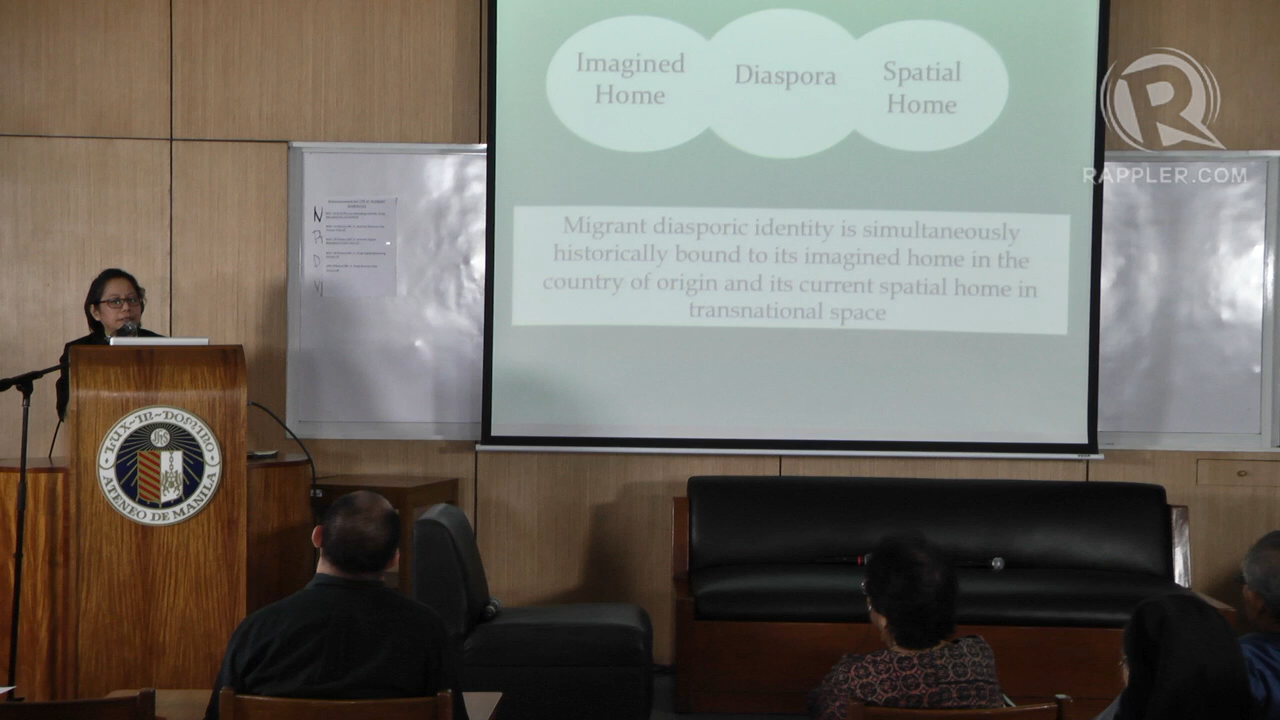 Imagined
Home
Diaspora
Spatial
Home
Migrant diasporic identity is simultaneously
historically bound to its imagined home in the
country of origin and its current spatial home in
transnational space
R
RAPPLER.COM
LUX-IN-DOMINO
ATENEO DE MANILA